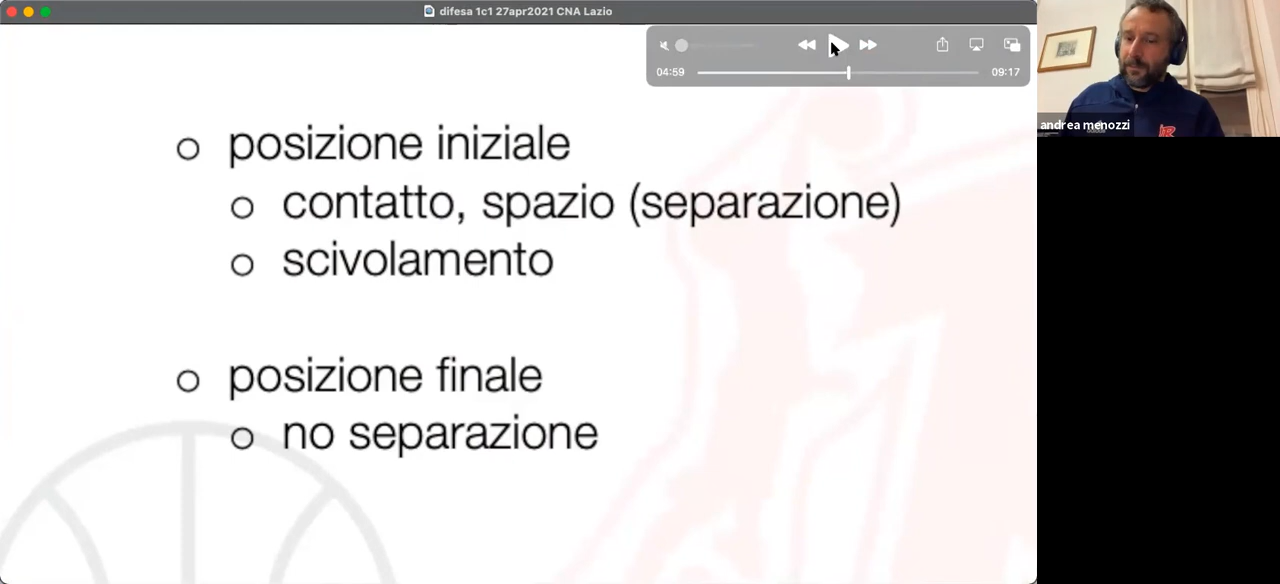 difesa 1c1 27apr2021 CNA Lazio
04:59
09:17
andrea menozzi
posizione iniziale
contatto, spazio (separazione)
scivolamento
posizione finale
no separazione